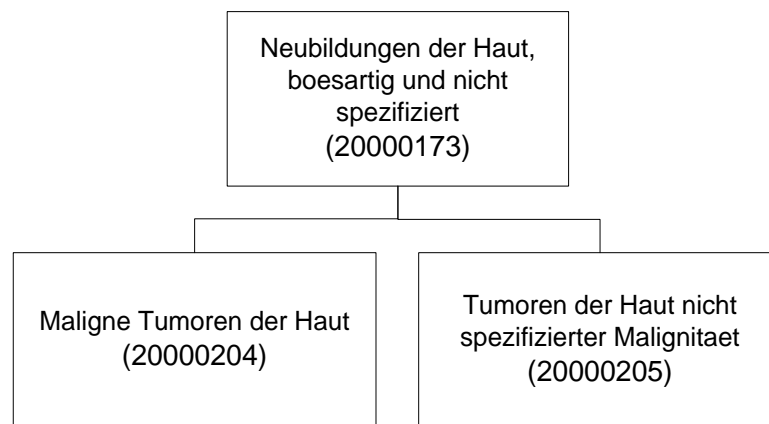 Neubildungen der Haut,
boesartig und nicht
spezifiziert
(20000173)
Maligne Tumoren der Haut
(20000204)
Tumoren der Haut nicht
spezifizierter Malignitaet
(20000205)